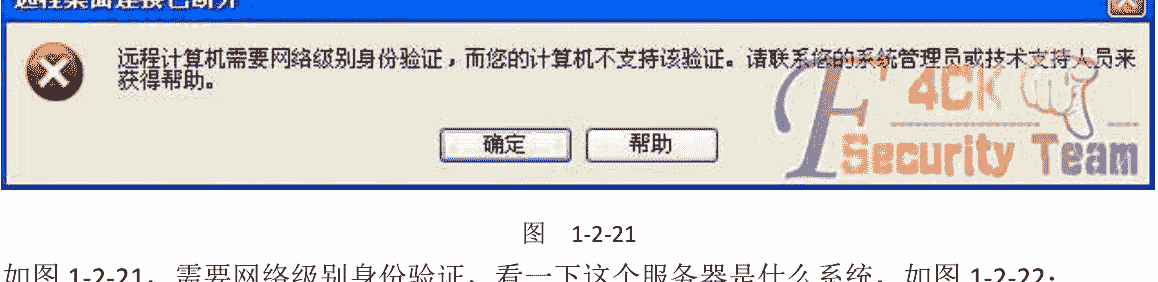 远程桌面连接已断开
远程计算机需要网络级别身份验证，而您的计算机不支持该验证。请联系您的系统管理员或技术支持人员来
获得帮助。
确定 帮助
F4CK
Security Team
图 1-2-21
如图 1-2-21，需要网络级别身份验证，看一下这个服务器是什么系统，如图 1-2-22：